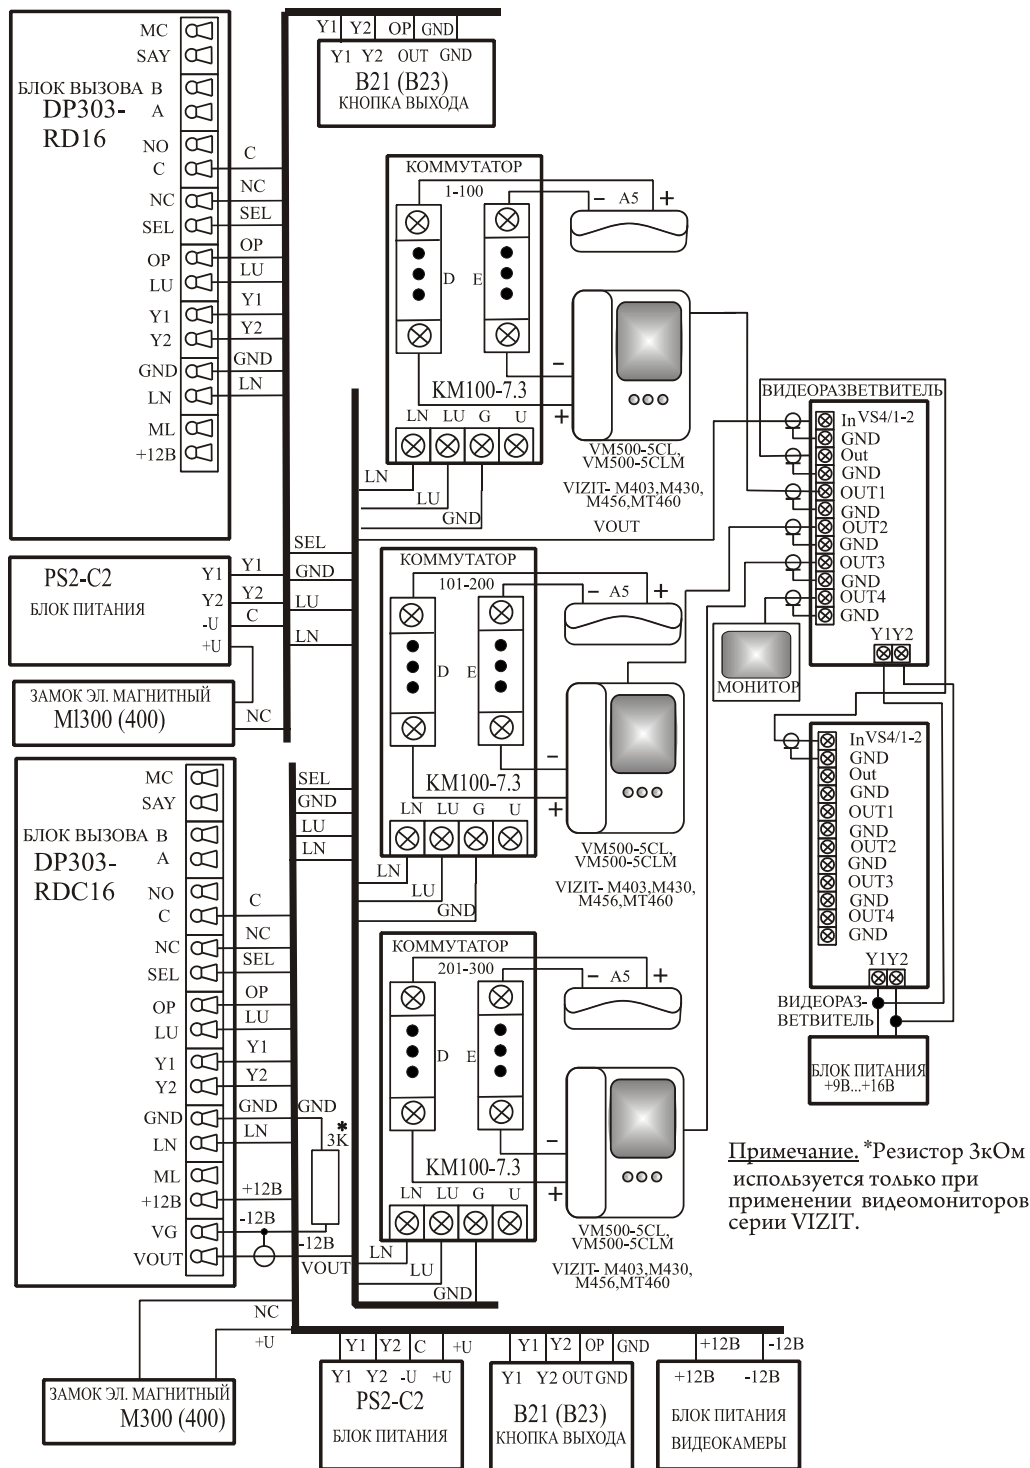 MC
SAY
БЛОК ВЫЗОВА B
DP303-
RD16
A
NO
C
NC
SEL
OP
LU
Y1
Y2
GND
LN
ML
+12В
C
NC
SEL
OP
LU
Y1
Y2
GND
LN
Y1 Y2 OP GND
Y1 Y2 OUT GND
B21 (B23)
КНОПКА ВЫХОДА
КОММУТАТОР
1-100
- A5 +
D E
-
+
KM100-7.3
LN LU G U
LN
LU
GND
VM500-5CL,
VM500-5CLM
VIZIT- M403,M430,
M456,MT460
VOUT
ВИДЕОРАЗВЕТВИТЕЛЬ
In VS4/1-2
GND
Out
GND
OUT1
GND
OUT2
GND
OUT3
GND
OUT4
GND
Y1Y2
МОНИТОР
PS2-C2
БЛОК ПИТАНИЯ
Y1
Y2
-U
+U
Y1
Y2
C
ЗАМОК ЭЛ. МАГНИТНЫЙ
Ml300 (400)
NC
SEL
GND
LU
LN
КОММУТАТОР
101-200
- A5 +
D E
-
+
KM100-7.3
LN LU G U
LN
LU
GND
VM500-5CL,
VM500-5CLM
VIZIT- M403,M430,
M456,MT460
In VS4/1-2
GND
Out
GND
OUT1
GND
OUT2
GND
OUT3
GND
OUT4
GND
Y1Y2
ВИДЕОРАЗ-
ВЕТВИТЕЛЬ
БЛОК ПИТАНИЯ
+9В...+16В
MC
SAY
БЛОК ВЫЗОВА B
DP303-
RDC16
A
NO
C
NC
SEL
OP
LU
Y1
Y2
GND
LN
ML
+12В
VG
VOUT
C
NC
SEL
OP
LU
Y1
Y2
GND
LN
+12В
-12В
SEL
GND
LU
LN
GND
*
3K
-12В
VOUT
КОММУТАТОР
201-300
- A5 +
D E
-
+
KM100-7.3
LN LU G U
LN
LU
GND
VM500-5CL,
VM500-5CLM
VIZIT- M403,M430,
M456,MT460
Примечание. *Резистор 3кОм
используется только при
применении видеомониторов
серии VIZIT.
NC
+U
ЗАМОК ЭЛ. МАГНИТНЫЙ
M300 (400)
Y1 Y2 C +U
Y1 Y2 -U +U
PS2-C2
БЛОК ПИТАНИЯ
Y1 Y2 OP GND
Y1 Y2 OUT GND
B21 (B23)
КНОПКА ВЫХОДА
+12В -12В
+12В -12В
БЛОК ПИТАНИЯ
ВИДЕОКАМЕРЫ